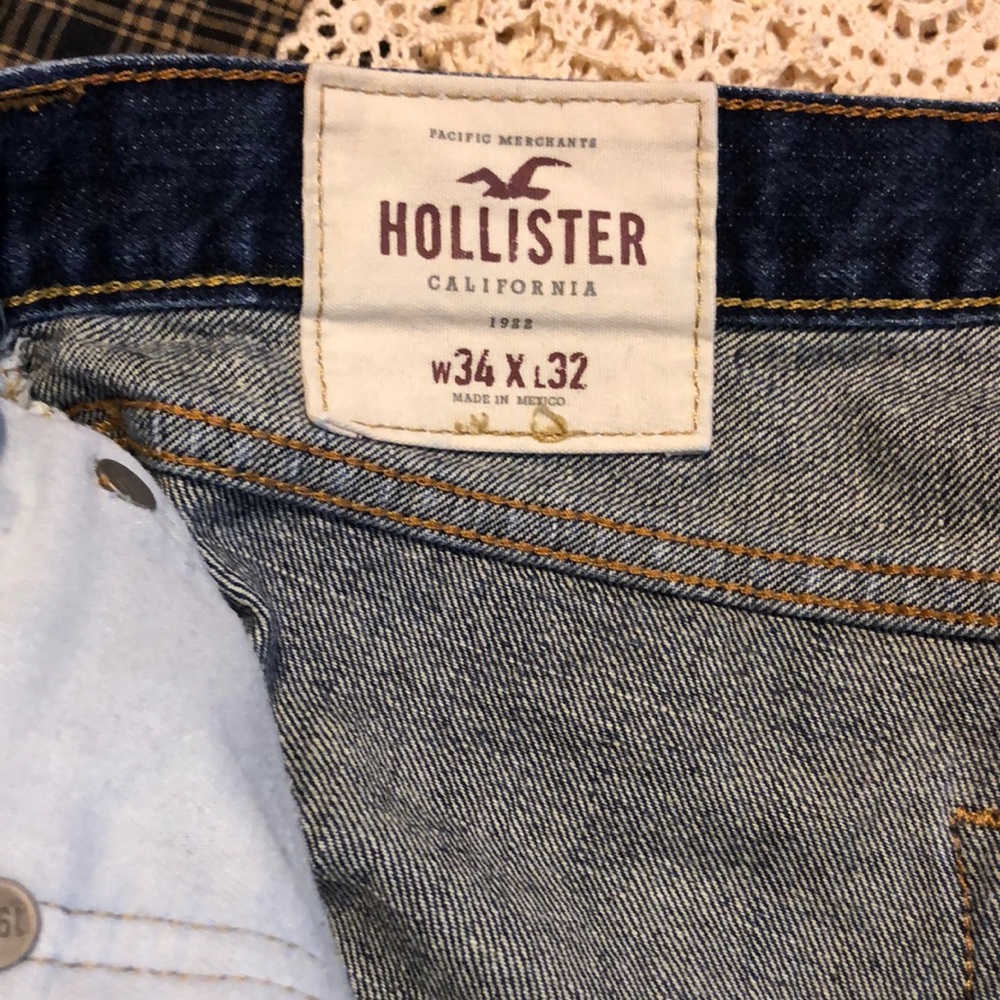 PACIFIC MERCHANTS
HOLLISTER
CALIFORNIA
1922
W34 X L32
MADE IN MEXICO